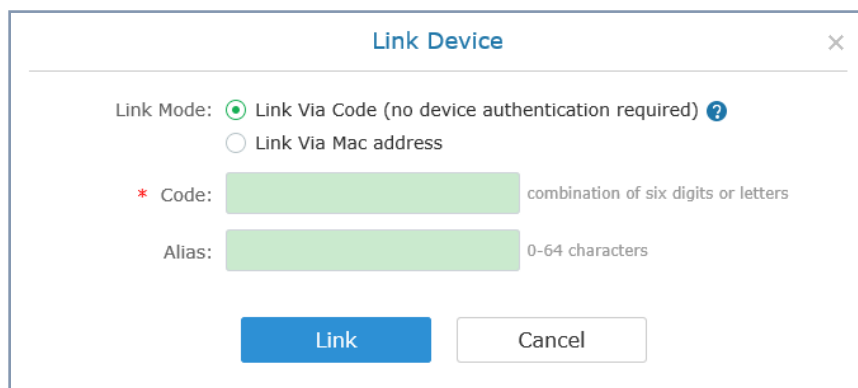 Link Device
Link Mode: Link Via Code (no device authentication required) ?
Link Via Mac address
* Code: combination of six digits or letters
Alias: 0-64 characters
Link Cancel